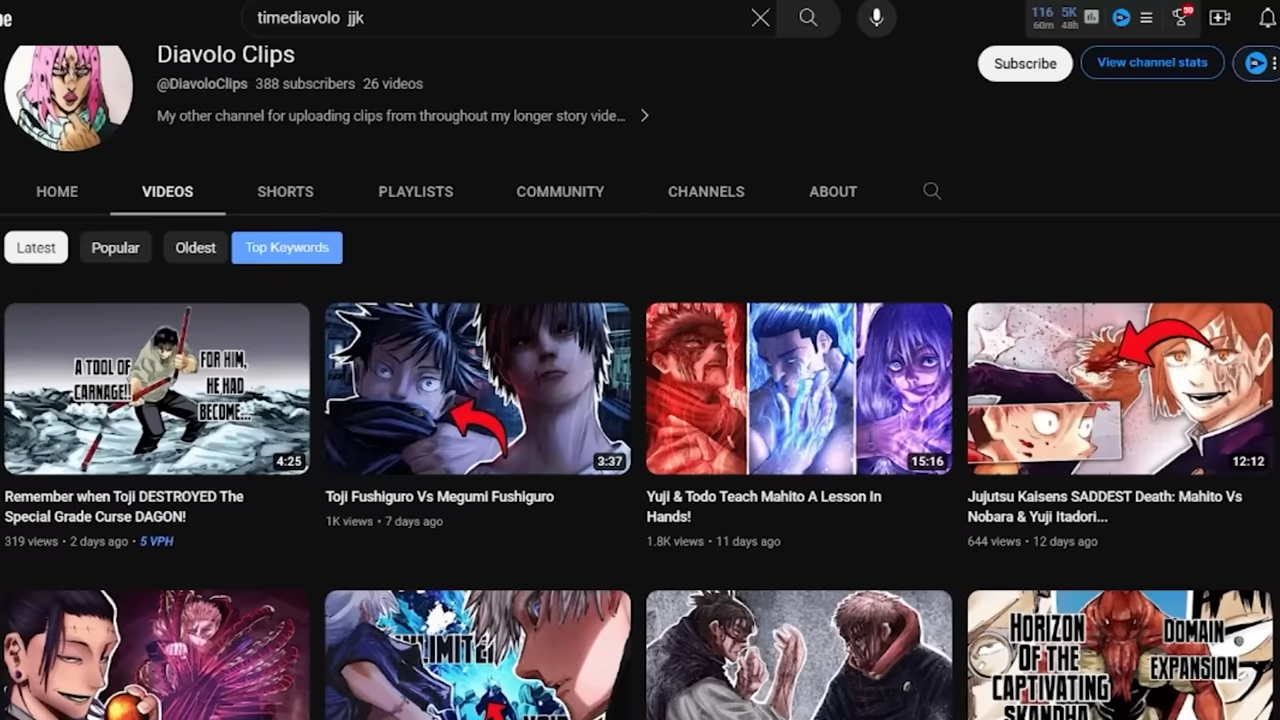 be
timediavolo jjk
116 5K
60m 48h
50
Diavolo Clips
@DiavoloClips 388 subscribers 26 videos
My other channel for uploading clips from throughout my longer story vide...
Subscribe
View channel stats
HOME VIDEOS SHORTS PLAYLISTS COMMUNITY CHANNELS ABOUT
Latest Popular Oldest Top Keywords
A TOOL OF
CARNAGE!!
FOR HIM,
HE HAD
BECOME...
4:25
3:37
15:16
12:12
Remember when Toji DESTROYED The
Special Grade Curse DAGON!
319 views • 2 days ago • 5 VPH
Toji Fushiguro Vs Megumi Fushiguro
1K views • 7 days ago
Yuji & Todo Teach Mahito A Lesson In
Hands!
1.8K views • 11 days ago
Jujutsu Kaisens SADDEST Death: Mahito Vs
Nobara & Yuji Itadori...
644 views • 12 days ago
HORIZON
OF THE
CAPTIVATING
SKANDHA
DOMAIN
EXPANSION